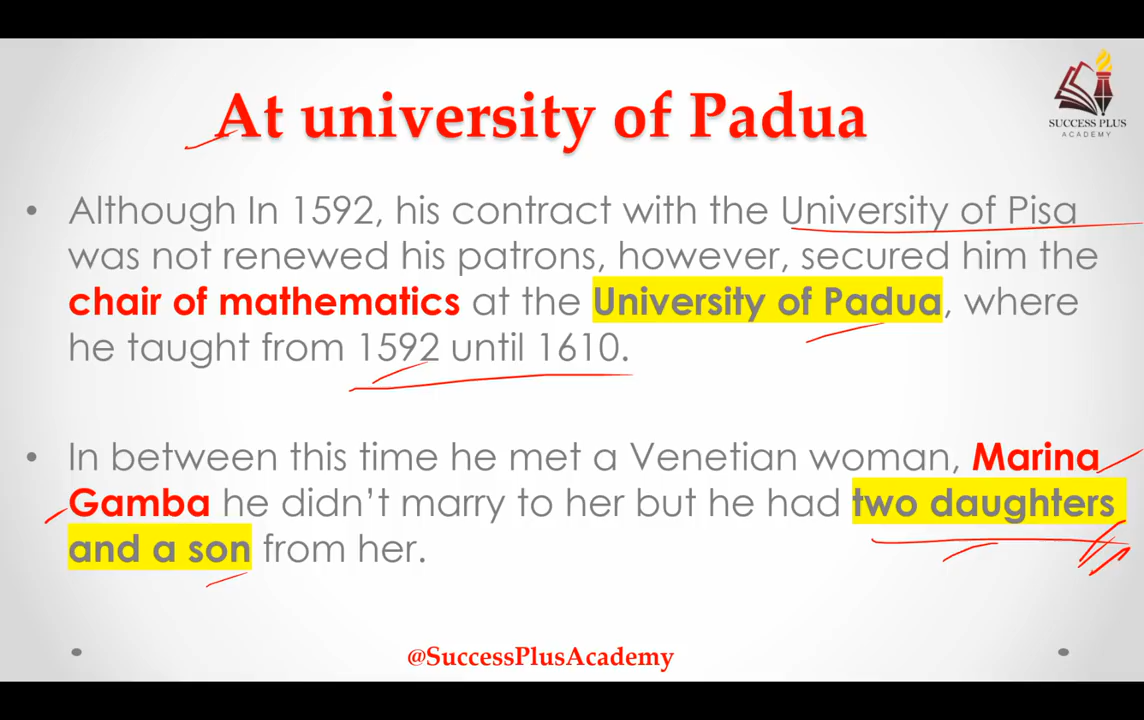 At university of Padua
SUCCESS PLUS
ACADEMY
• Although In 1592, his contract with the University of Pisa
was not renewed his patrons, however, secured him the
chair of mathematics at the University of Padua, where
he taught from 1592 until 1610.
• In between this time he met a Venetian woman, Marina
Gamba he didn't marry to her but he had two daughters
and a son from her.
@SuccessPlusAcademy